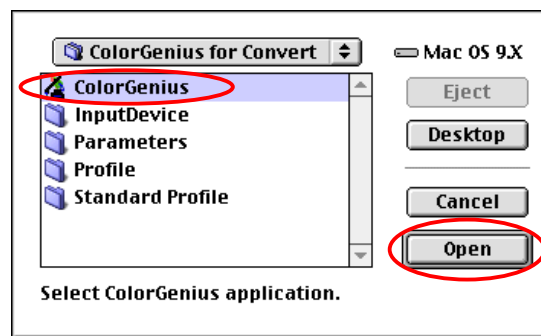 ColorGenius for Convert
Mac OS 9.X
ColorGenius
InputDevice
Parameters
Profile
Standard Profile
Eject
Desktop
Cancel
Open
Select ColorGenius application.